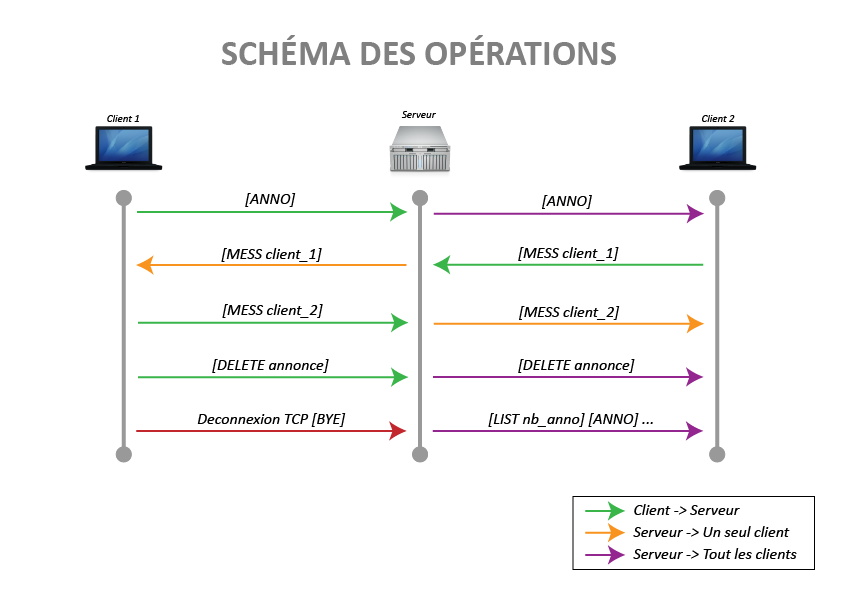 SCHÉMA DES OPÉRATIONS
Client 1
Serveur
Client 2
[ANNO]
[ANNO]
[MESS client_1]
[MESS client_1]
[MESS client_2]
[MESS client_2]
[DELETE annonce]
[DELETE annonce]
Deconnexion TCP [BYE]
[LIST nb_anno] [ANNO] ...
Client -> Serveur
Serveur -> Un seul client
Serveur -> Tout les clients